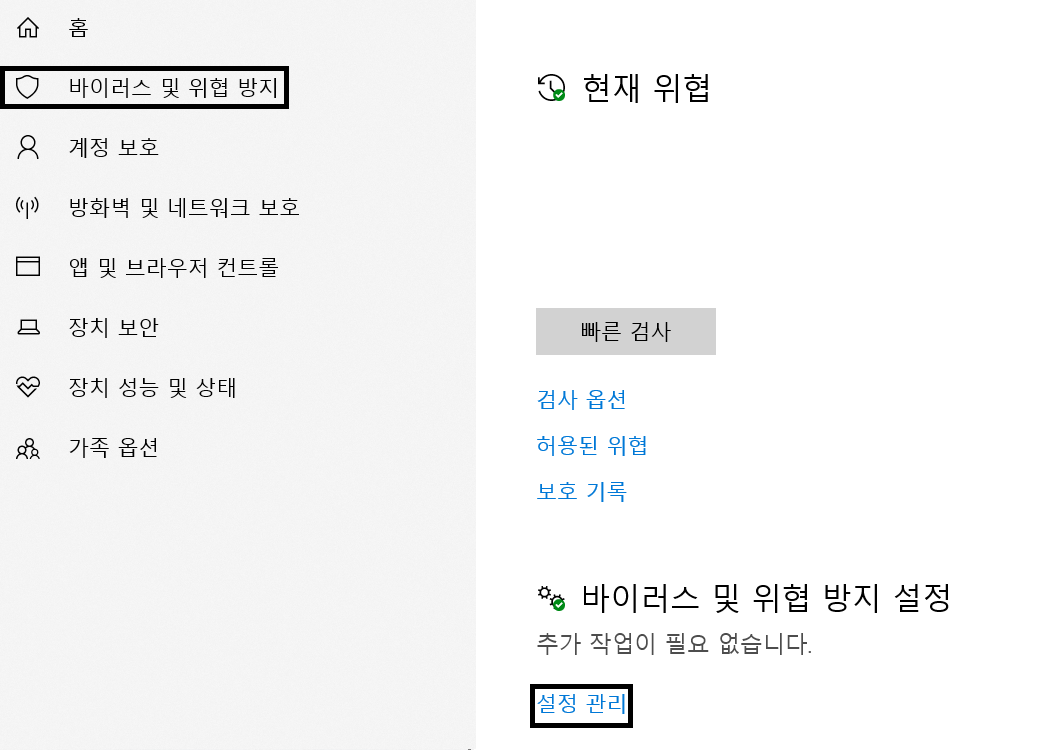 홈
바이러스 및 위협 방지
계정 보호
방화벽 및 네트워크 보호
앱 및 브라우저 컨트롤
장치 보안
장치 성능 및 상태
가족 옵션
현재 위협
빠른 검사
검사 옵션
허용된 위협
보호 기록
바이러스 및 위협 방지 설정
추가 작업이 필요 없습니다.
설정 관리